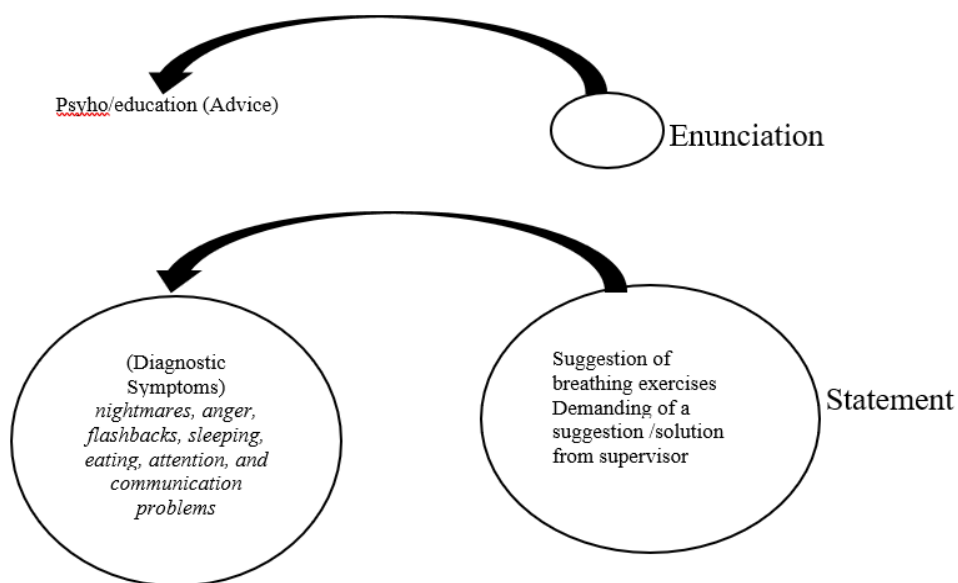 Psyho/education (Advice)
Enunciation
(Diagnostic
Symptoms)
nightmares, anger,
flashbacks, sleeping,
eating, attention, and
communication
problems
Suggestion of
breathing exercises
Demanding of a
suggestion /solution
from supervisor
Statement